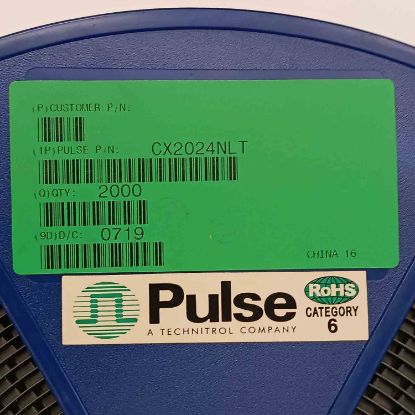 (P)CUSTOMER P/N:
(1P)PULSE P/N: CX2024NLT
(Q)QTY: 2000
(9D)D/C: 0719
CHINA 16
Pulse
A TECHNITROL COMPANY
RoHS
CATEGORY
6